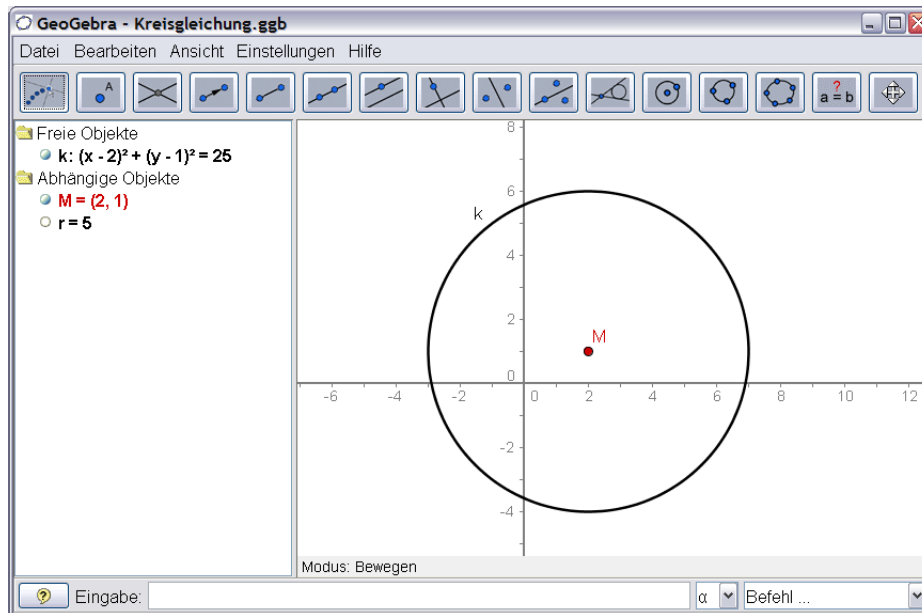 GeoGebra - Kreisgleichung.ggb
Datei Bearbeiten Ansicht Einstellungen Hilfe
A
?
a = b
Freie Objekte
k: (x - 2)² + (y - 1)² = 25
Abhängige Objekte
M = (2, 1)
r = 5
8
6
k
4
2
M
0
-6 -4 -2 0 2 4 6 8 10 12
-2
-4
Modus: Bewegen
? Eingabe: α Befehl ...